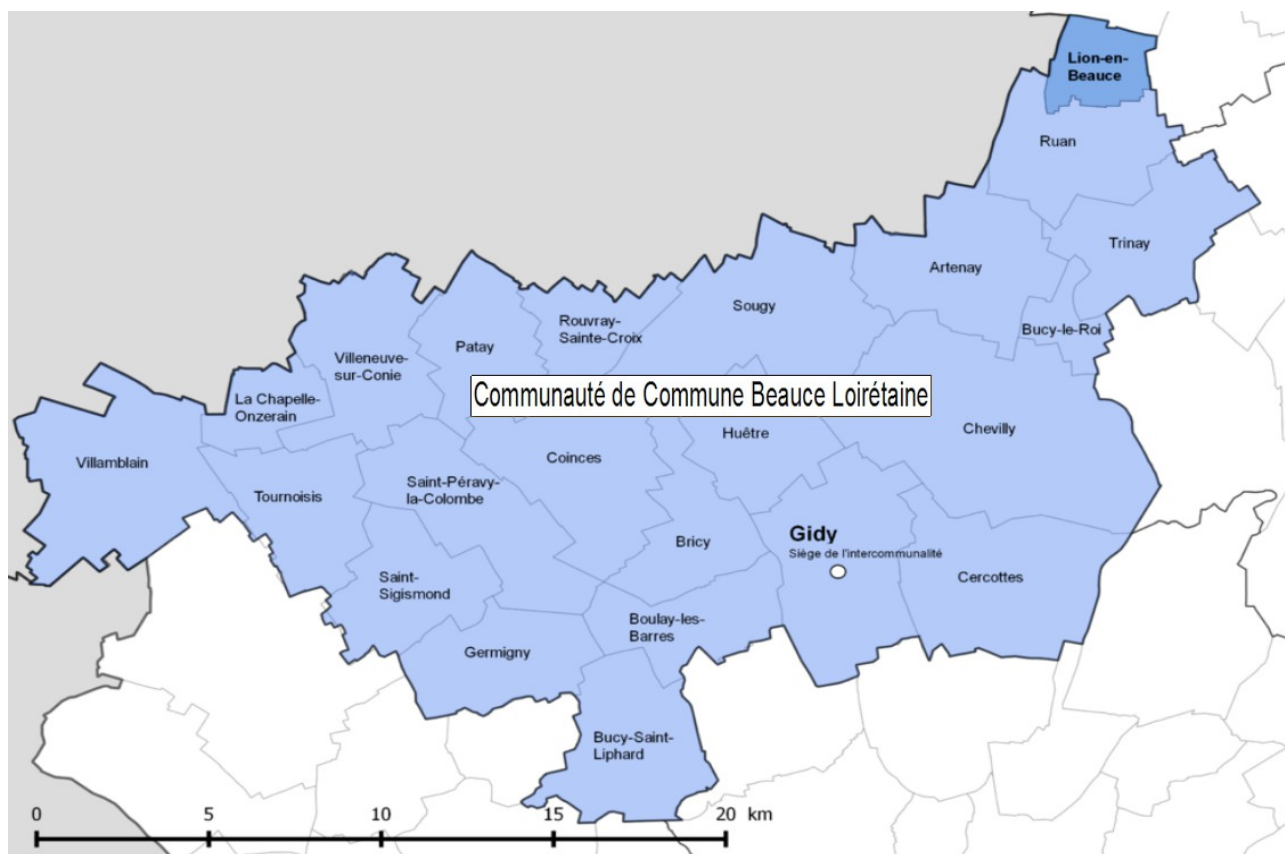 Lion-en-
Beauce
Ruan
Trinay
Artenay
Sougy
Bucy-le-Roi
Rouvray-
Sainte-Croix
Patay
Villeneuve-
sur-Conie
Communauté de Commune Beauce Loirétaine
La Chapelle-
Onzerain
Chevilly
Huêtre
Coinces
Villamblain
Saint-Péravy-
la-Colombe
Tournoisis
Gidy
Siège de l'intercommunalité
Bricy
Cercottes
Saint-
Sigismond
Boulay-les-
Barres
Germigny
Bucy-Saint-
Liphard
0 5 10 15 20 km